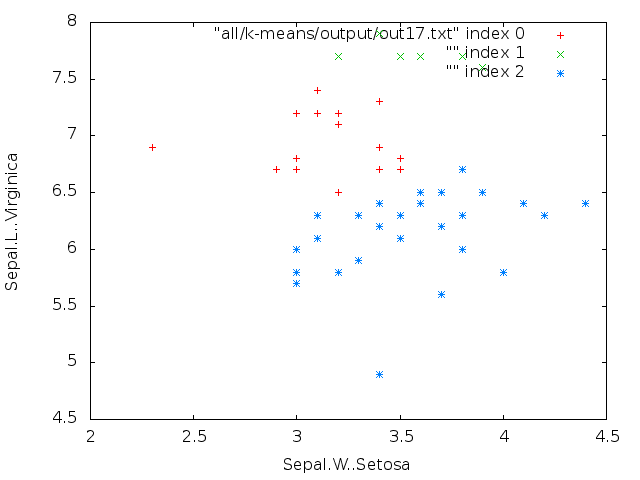 8
"all/k-means/output/out17.txt" index 0
"" index 1
7.5
"" index 2
7
6.5
Sepal.L.. Virginica
6
5.5
5
4.5
2 2.5 3 3.5 4 4.5
Sepal.W..Setosa